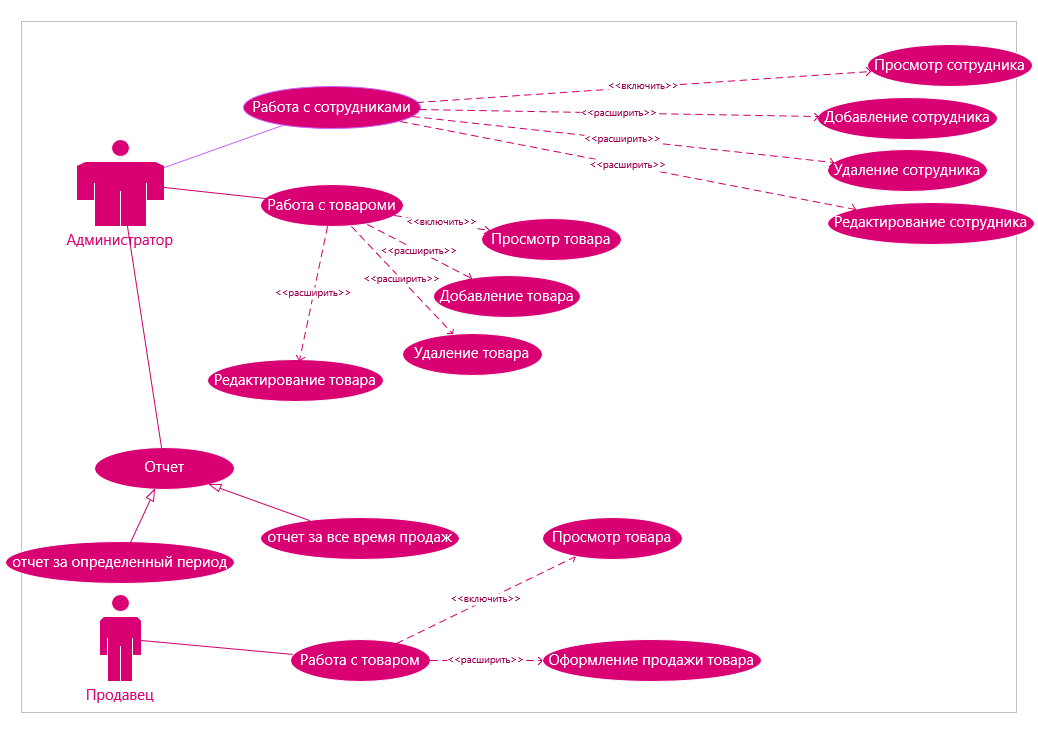 Просмотр сотрудника
<<включить>>
Работа с сотрудниками
<<расширить>>
Добавление сотрудника
<<расширить>>
<<расширить>>
Удаление сотрудника
Работа с товароми
<<включить>>
Редактирование сотрудника
Администратор
Просмотр товара
<<расширить>>
<<расширить>>
<<расширить>>
Добавление товара
Удаление товара
Редактирование товара
Отчет
отчет за все время продаж
Просмотр товара
отчет за определенный период
<<включить>>
Работа с товаром
<<расширить>>
Оформление продажи товара
Продавец